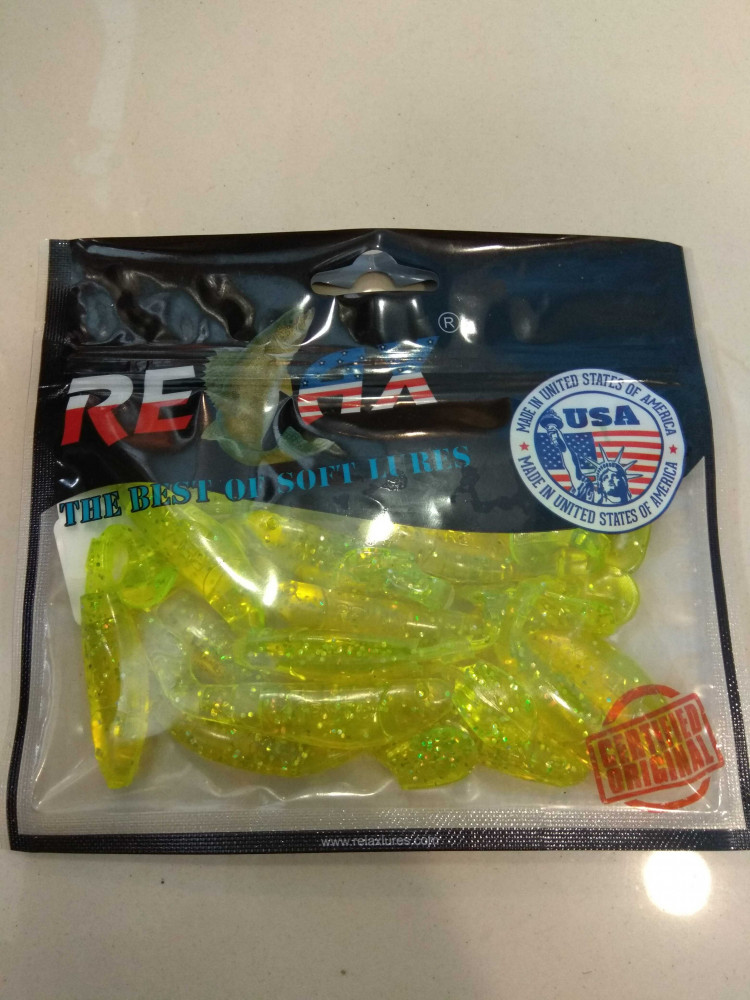 RELAX
®
THE BEST OF SOFT LURES
MADE IN UNITED STATES OF AMERICA
USA
MADE IN UNITED STATES OF AMERICA
CERTIFIED
ORIGINAL
www.relaxlures.com